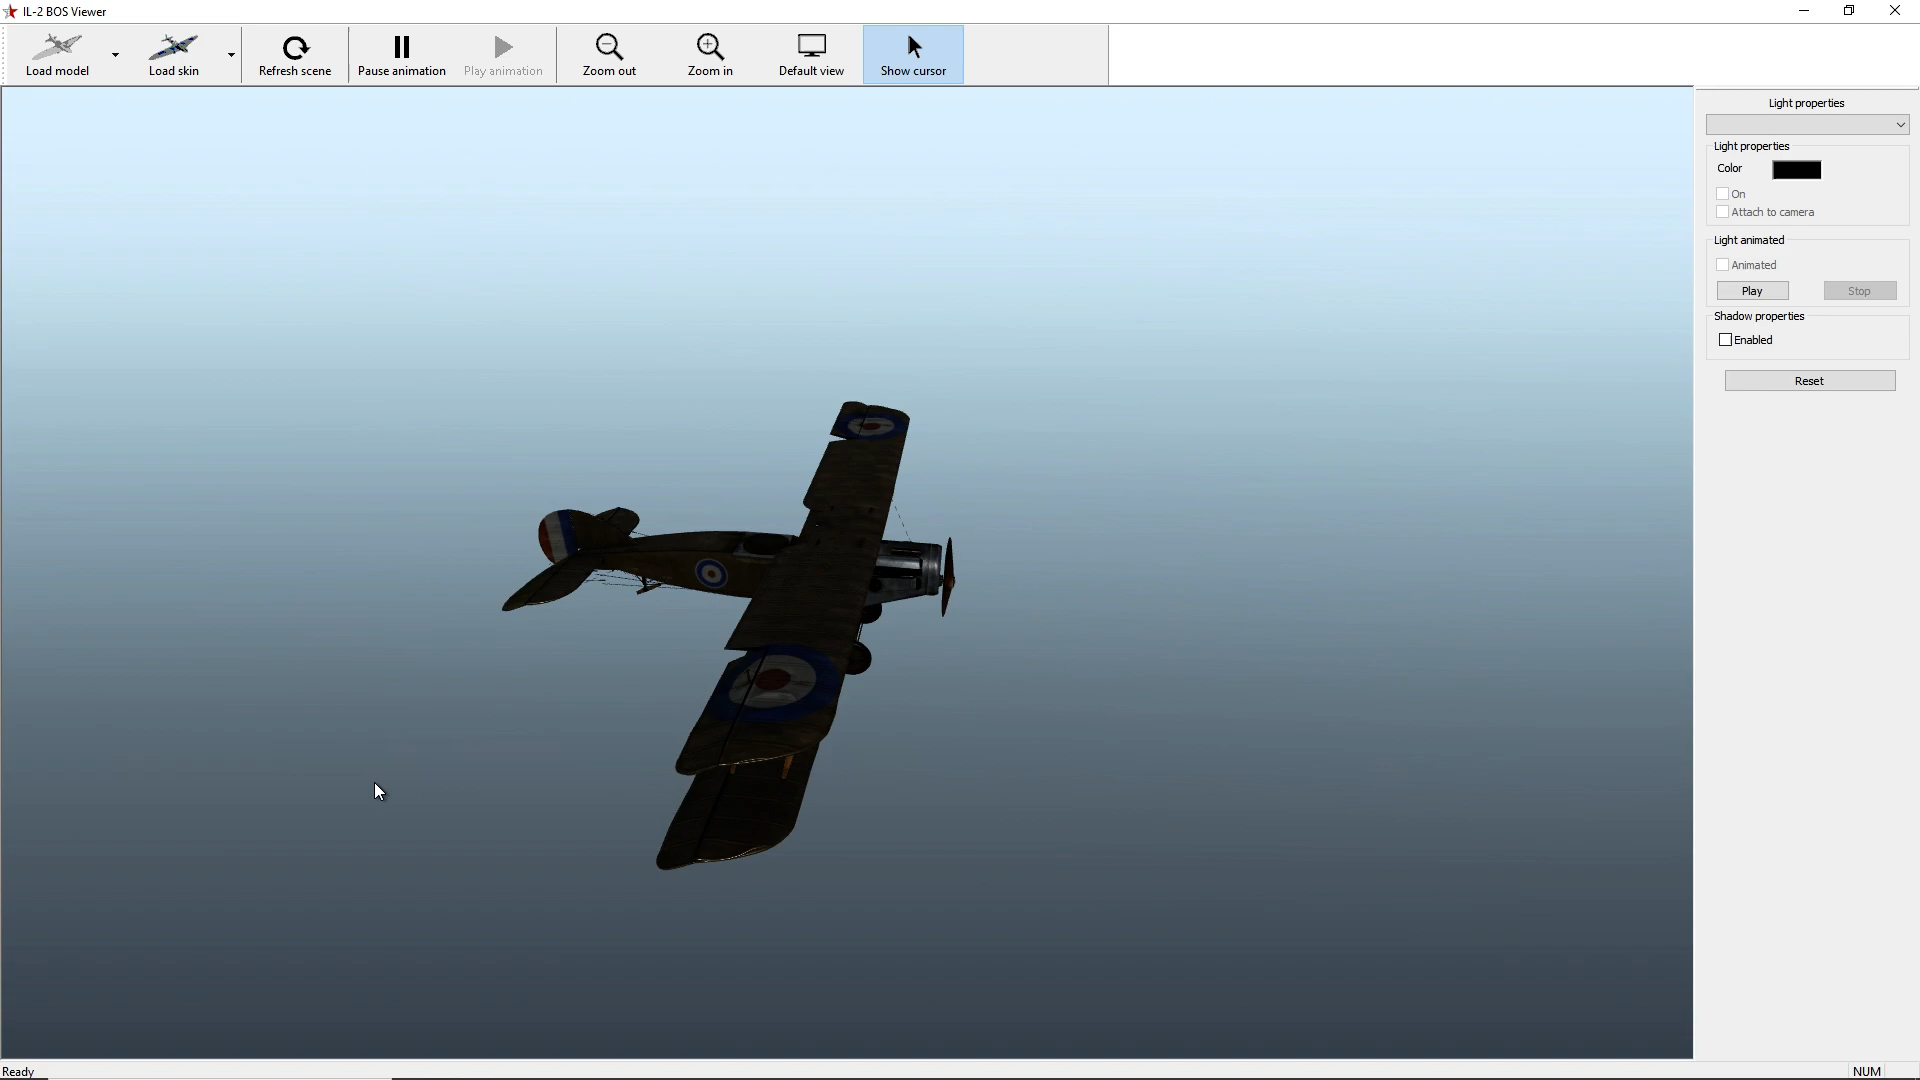 IL-2 BOS Viewer
Load model
Load skin
Refresh scene
Pause animation
Play animation
Zoom out
Zoom in
Default view
Show cursor
Light properties
Light properties
Color
On
Attach to camera
Light animated
Animated
Play
Stop
Shadow properties
Enabled
Reset
Ready
NUM